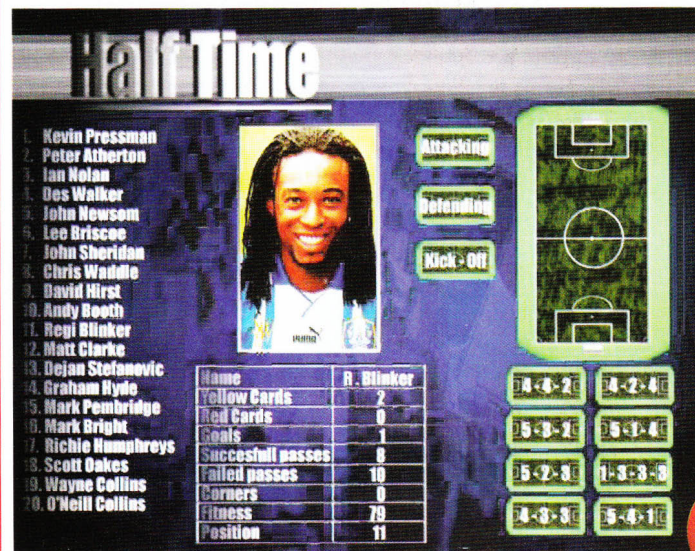 Half Time
1. Kevin Pressman
2. Peter Atherton
3. Ian Nolan
4. Des Walker
5. John Newsom
6. Lee Briscoe
7. John Sheridan
8. Chris Waddle
9. David Hirst
10. Andy Booth
11. Regi Blinker
12. Matt Clarke
13. Dejan Stefanovic
14. Graham Hyde
15. Mark Pembridge
16. Mark Bright
17. Richie Humphreys
18. Scott Oakes
19. Wayne Collins
20. O'Neill Collins
PUMA
Name R. Blinker
Yellow Cards 2
Red Cards 0
Goals 1
Succesfull passes 8
Failed passes 10
Corners 0
Fitness 79
Position 11
Attacking
Defending
Kick - Off
4-4-2 4-2-4
5-3-2 5-1-4
5-2-3 1-3-3-3
4-3-3 5-4-1